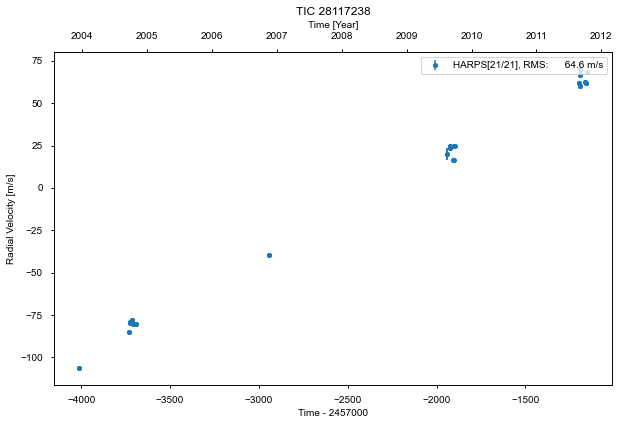 TIC 28117238
Time [Year]
2004 2005 2006 2007 2008 2009 2010 2011 2012
HARPS[21/21], RMS: 64.6 m/s
75
50
25
0
−25
−50
−75
−100
Radial Velocity [m/s]
−4000 −3500 −3000 −2500 −2000 −1500
Time - 2457000